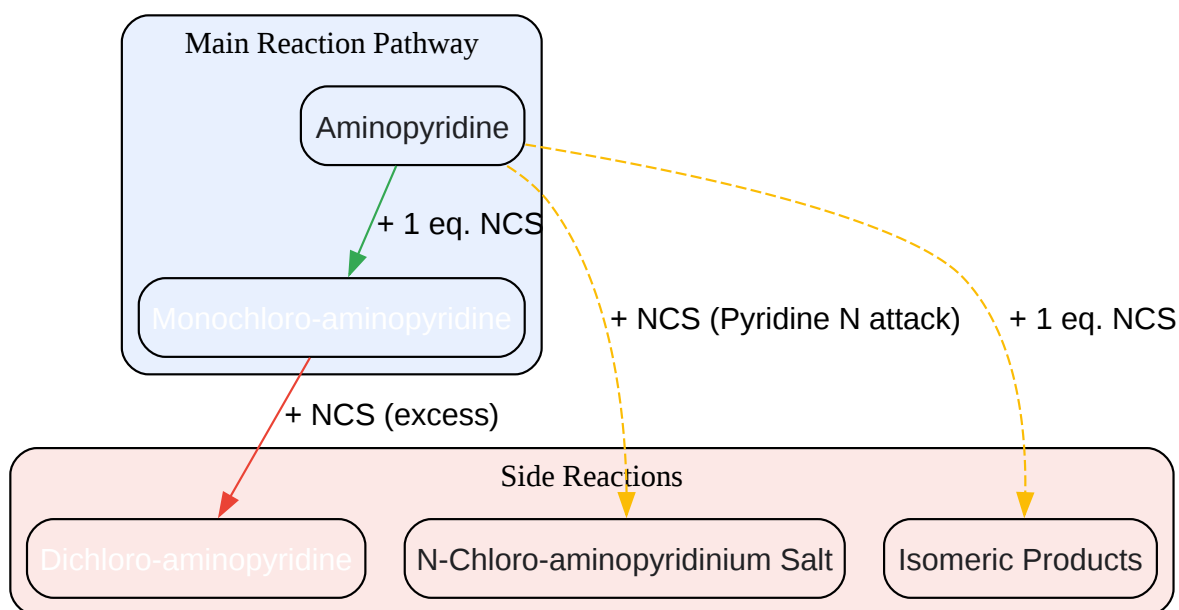 Main Reaction Pathway
Aminopyridine
+ 1 eq. NCS
Monochloro-aminopyridine
+ NCS (Pyridine N attack)
+ 1 eq. NCS
+ NCS (excess)
Side Reactions
Dichloro-aminopyridine
N-Chloro-aminopyridinium Salt
Isomeric Products